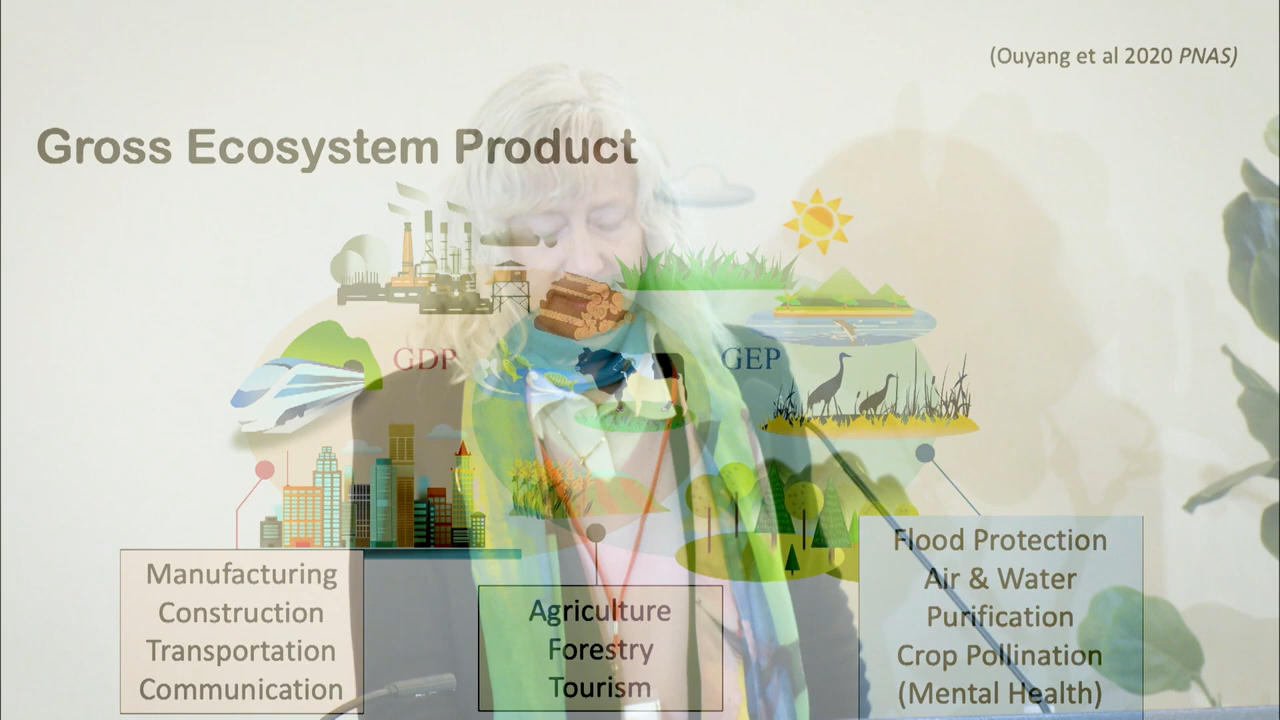 (Ouyang et al 2020 PNAS)
Gross Ecosystem Product
GDP
GEP
Manufacturing
Construction
Transportation
Communication
Agriculture
Forestry
Tourism
Flood Protection
Air & Water
Purification
Crop Pollination
(Mental Health)